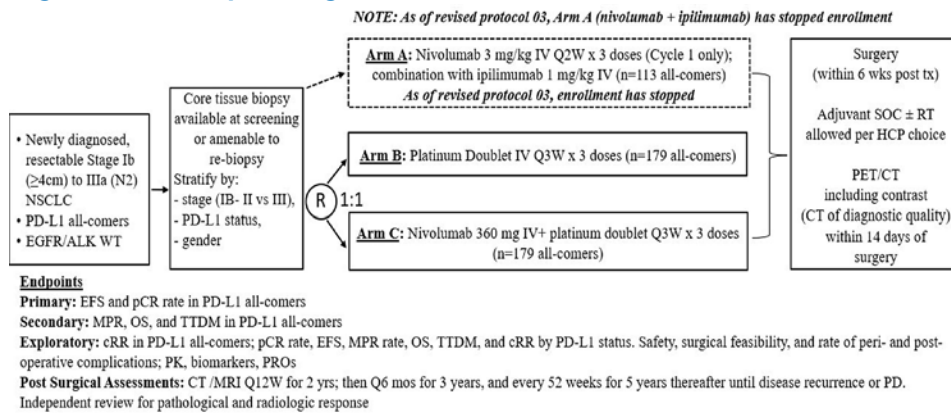 NOTE: As of revised protocol 03, Arm A (nivolumab + ipilimumab) has stopped enrollment
• Newly diagnosed,
resectable Stage Ib
(≥4cm) to IIIa (N2)
NSCLC
• PD-L1 all-comers
• EGFR/ALK WT
Core tissue biopsy
available at screening
or amenable to
re-biopsy
Stratify by:
- stage (IB- II vs III),
- PD-L1 status,
- gender
R 1:1
Arm A: Nivolumab 3 mg/kg IV Q2W x 3 doses (Cycle 1 only);
combination with ipilimumab 1 mg/kg IV (n=113 all-comers)
As of revised protocol 03, enrollment has stopped
Arm B: Platinum Doublet IV Q3W x 3 doses (n=179 all-comers)
Arm C: Nivolumab 360 mg IV+ platinum doublet Q3W x 3 doses
(n=179 all-comers)
Surgery
(within 6 wks post tx)
Adjuvant SOC ± RT
allowed per HCP choice
PET/CT
including contrast
(CT of diagnostic quality)
within 14 days of
surgery
Endpoints
Primary: EFS and pCR rate in PD-L1 all-comers
Secondary: MPR, OS, and TTDM in PD-L1 all-comers
Exploratory: cRR in PD-L1 all-comers; pCR rate, EFS, MPR rate, OS, TTDM, and cRR by PD-L1 status. Safety, surgical feasibility, and rate of peri- and post-
operative complications; PK, biomarkers, PROs
Post Surgical Assessments: CT /MRI Q12W for 2 yrs; then Q6 mos for 3 years, and every 52 weeks for 5 years thereafter until disease recurrence or PD.
Independent review for pathological and radiologic response